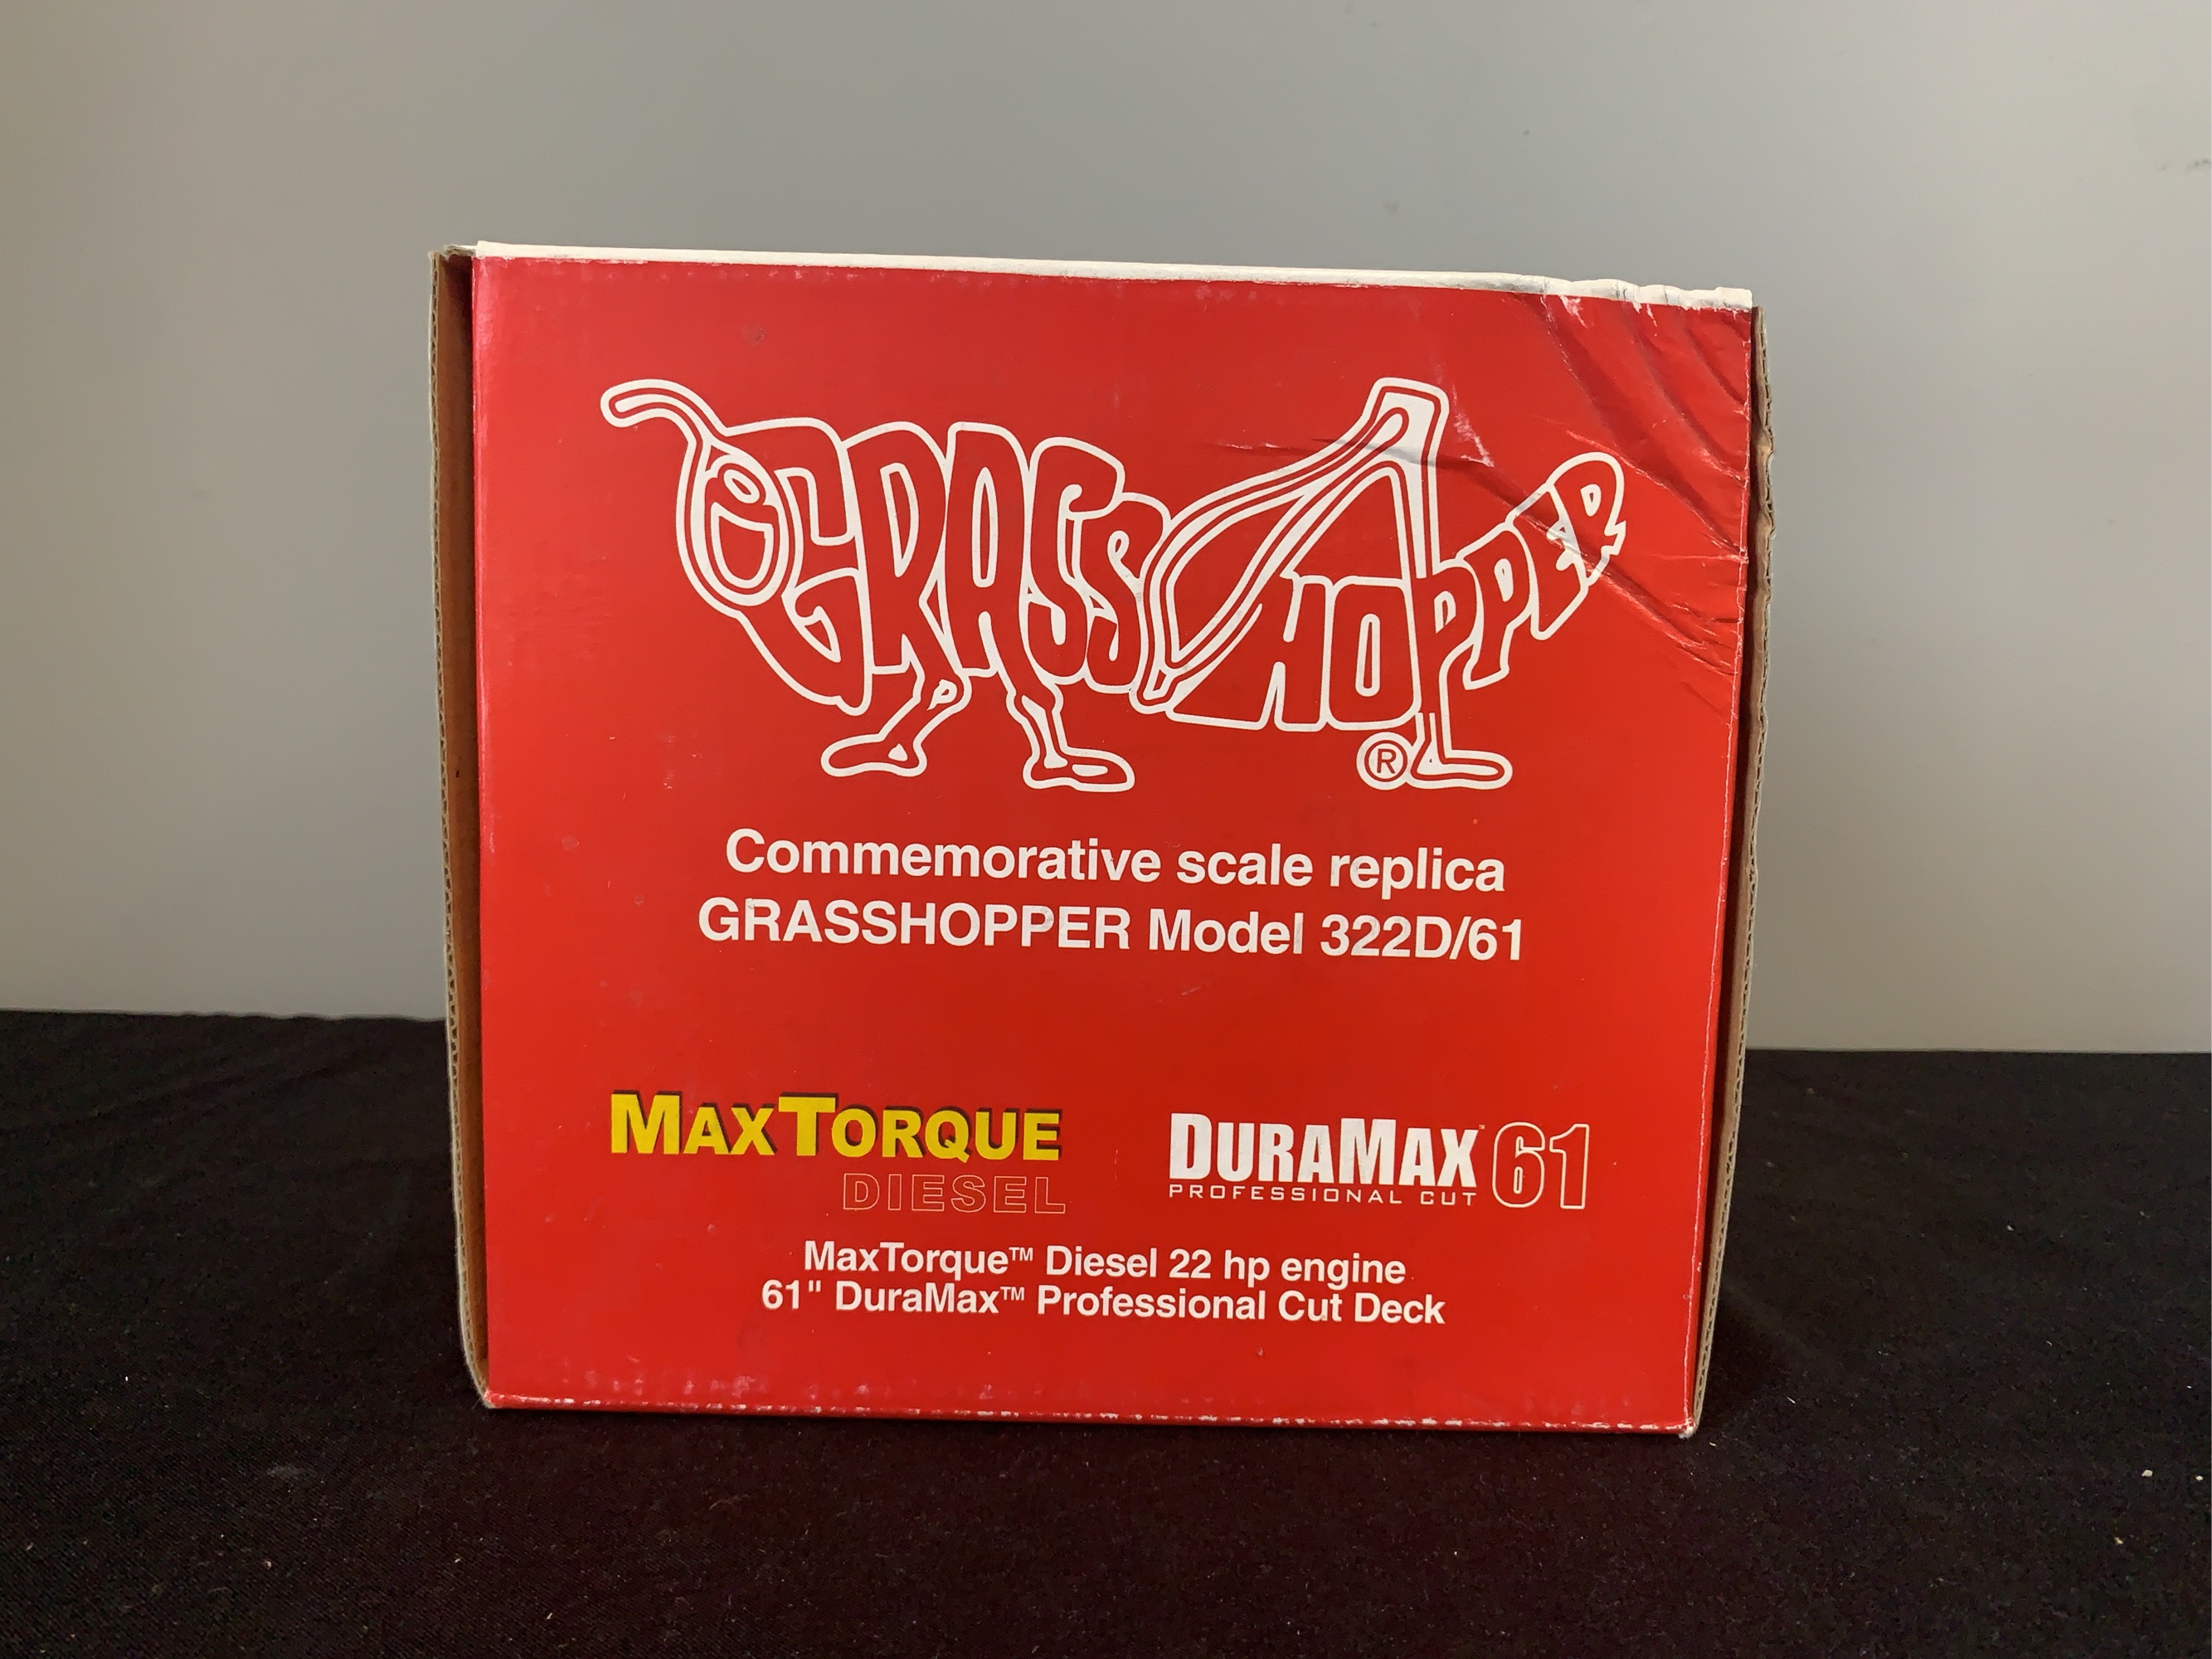 GRASSHOPPER
®
Commemorative scale replica
GRASSHOPPER Model 322D/61
MAXTORQUE
DIESEL
DURAMAX™ 61
PROFESSIONAL CUT
MaxTorque™ Diesel 22 hp engine
61" DuraMax™ Professional Cut Deck